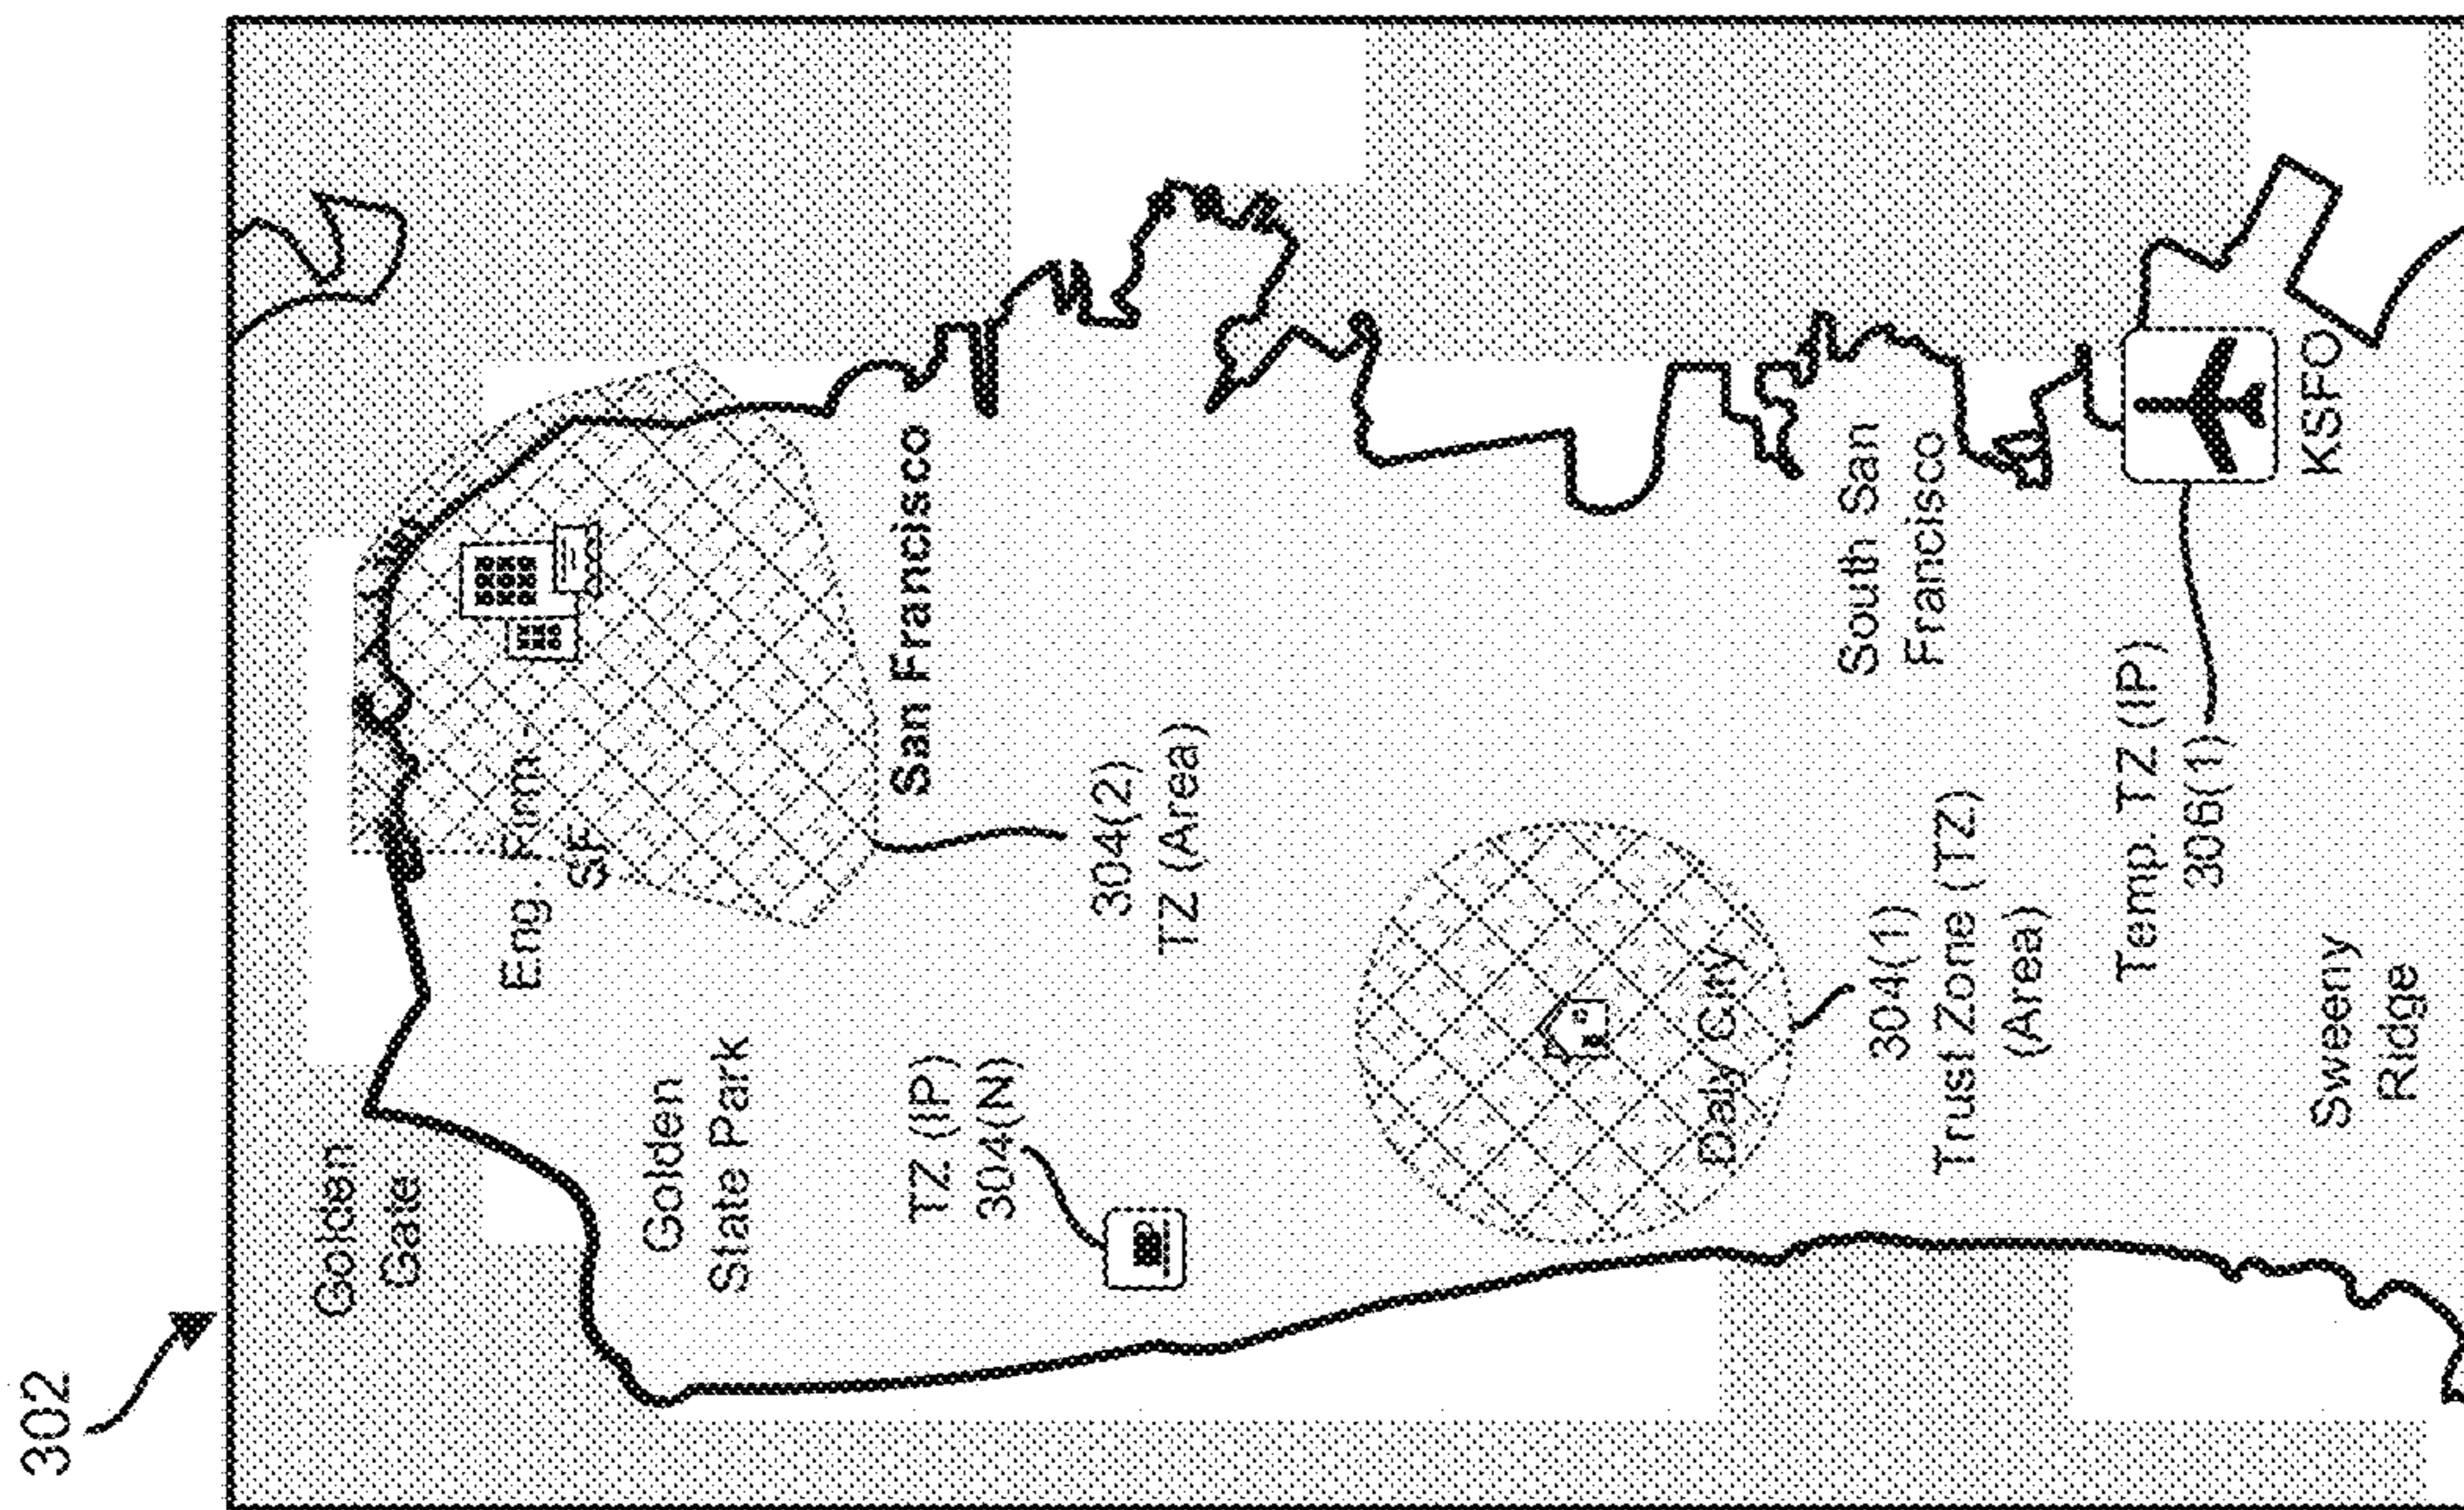 302
Golden
Gate
Eng. Firm -
SF
Golden
State Park
San Francisco
TZ (IP)
304(N)
304(2)
TZ (Area)
Daly City
304(1)
Trust Zone (TZ)
(Area)
South San
Francisco
Temp. TZ (IP)
306(1)
KSFO
Sweeny
Ridge